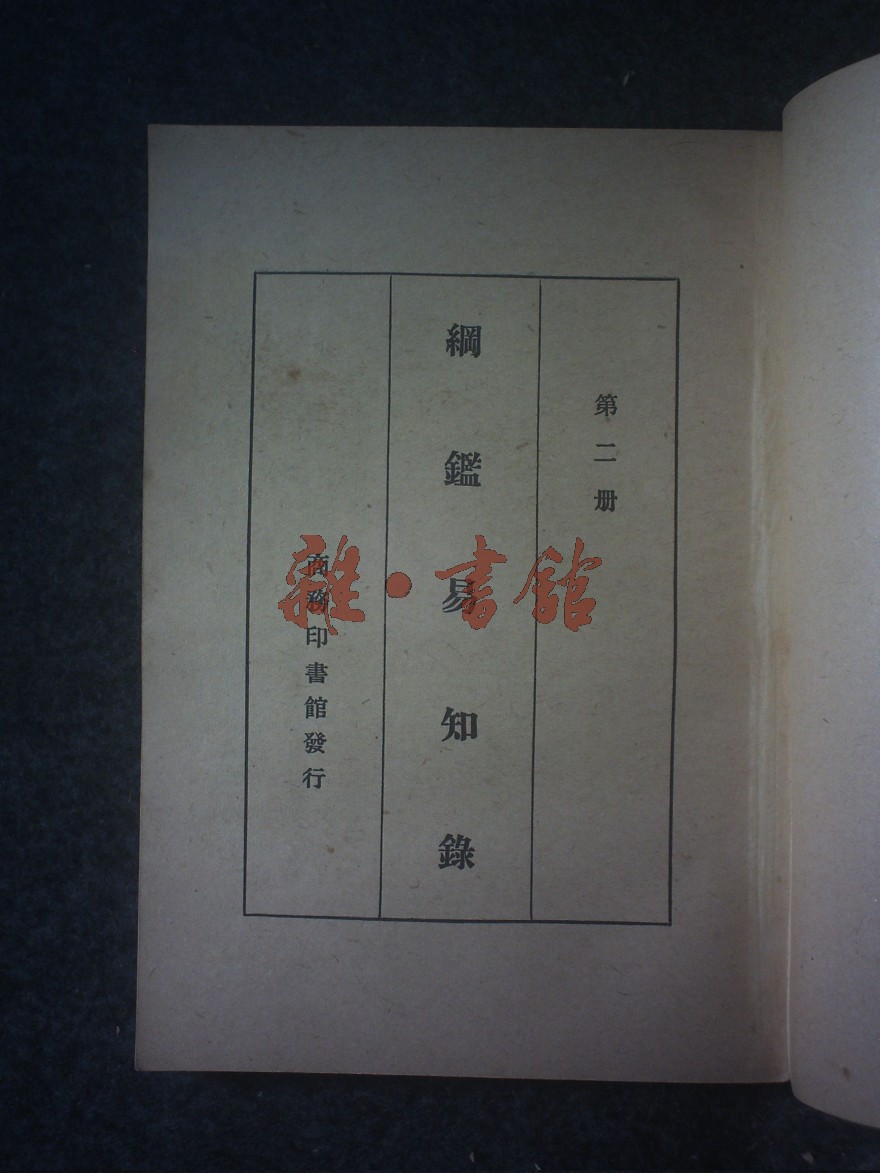 第二册
綱鑑易知錄
商務印書館發行
雜·書館